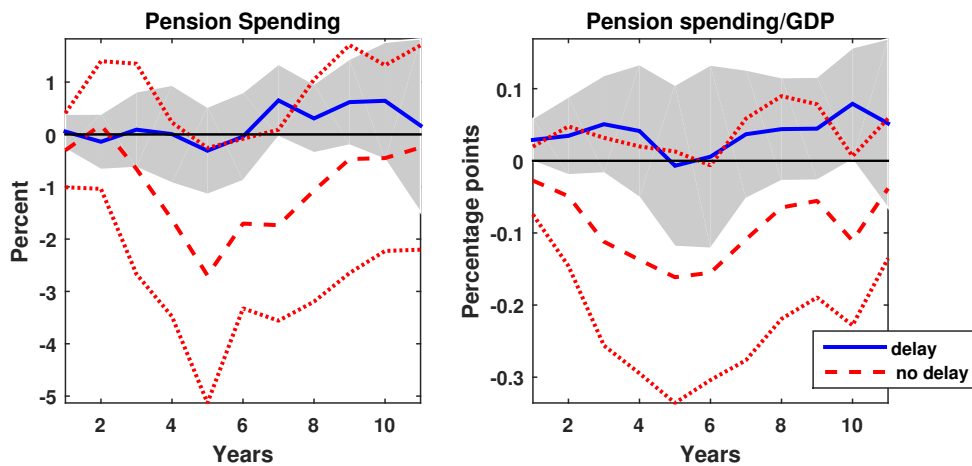 Pension Spending
1
0
-1
-2
-3
-4
-5
2
4
6
8
10
Percent
Years
Pension spending/GDP
0.1
0
-0.1
-0.2
-0.3
2
4
6
8
10
Percentage points
Years
delay
no delay